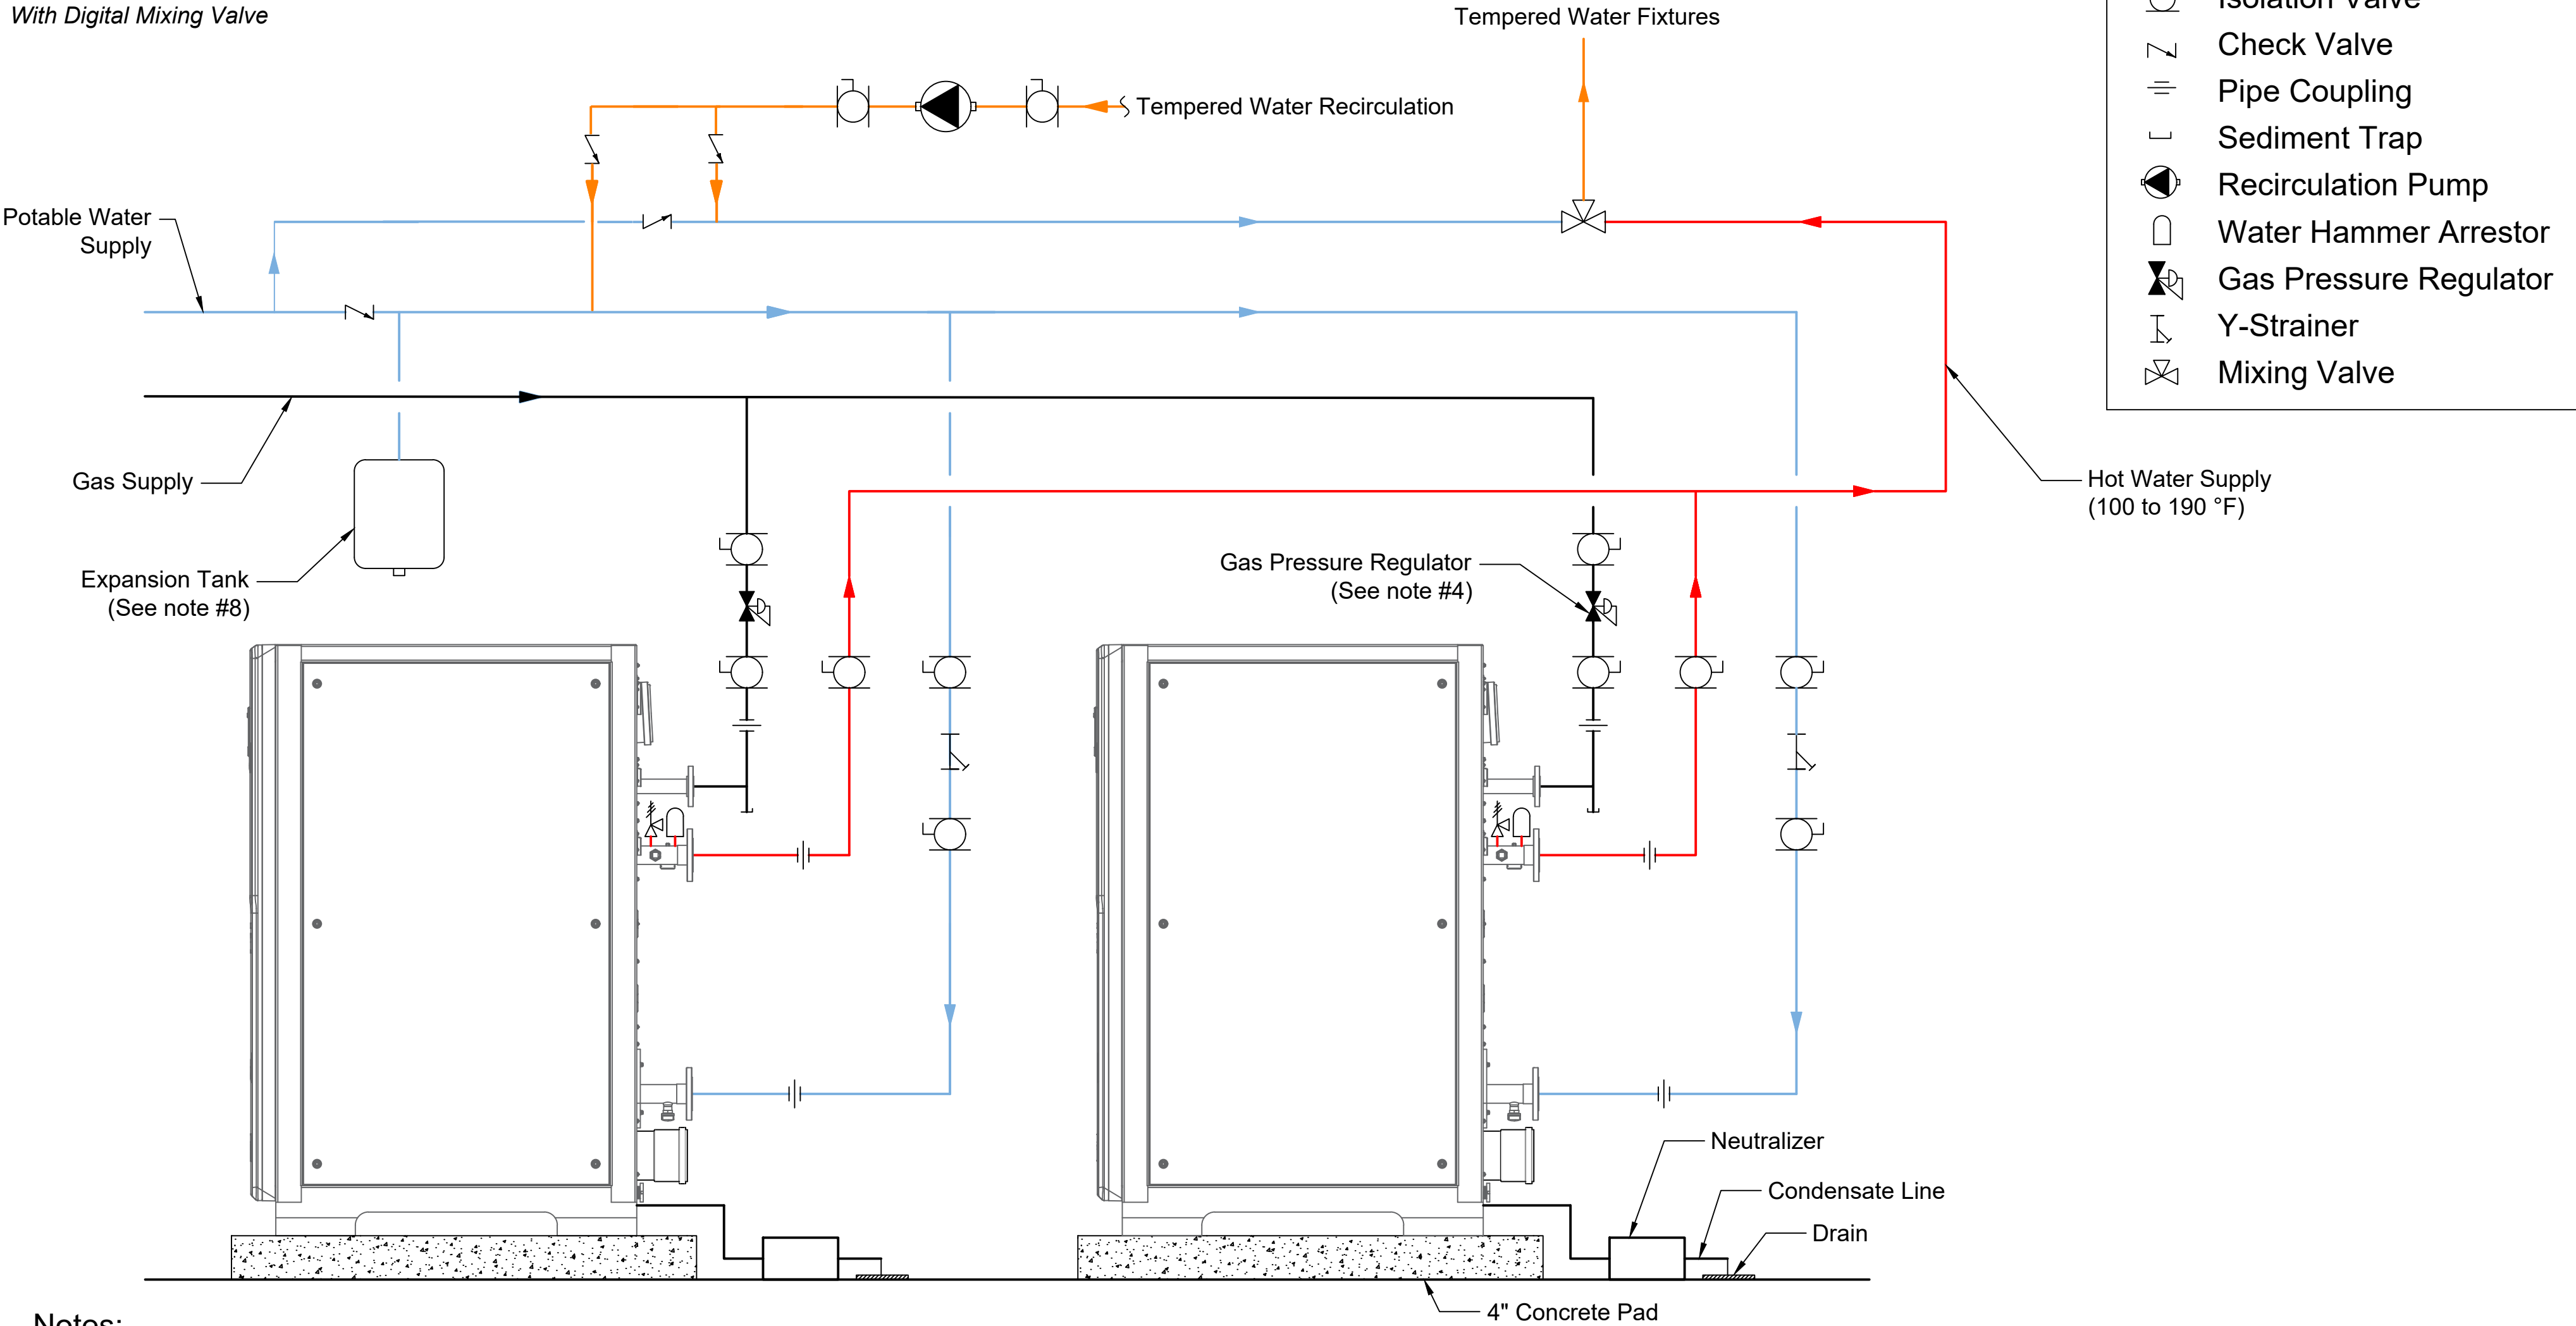 With Digital Mixing Valve
Tempered Water Fixtures
Isolation Valve
Check Valve
Pipe Coupling
Sediment Trap
Recirculation Pump
Water Hammer Arrestor
Gas Pressure Regulator
Y-Strainer
Mixing Valve
Tempered Water Recirculation
Potable Water
Supply
Gas Supply
Hot Water Supply
(100 to 190 °F)
Expansion Tank
(See note #8)
Gas Pressure Regulator
(See note #4)
Neutralizer
Condensate Line
Drain
4" Concrete Pad
Notes: